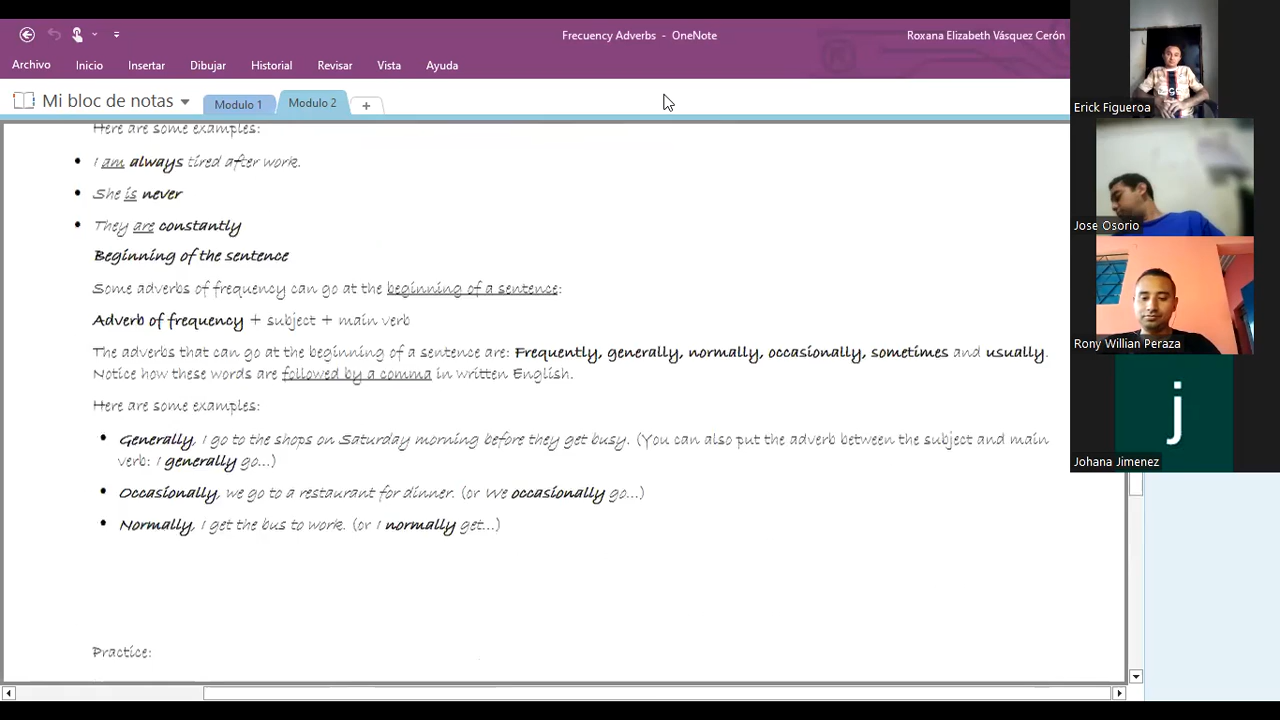 Frecuency Adverbs - OneNote
Roxana Elizabeth Vásquez Cerón
Archivo Inicio Insertar Dibujar Historial Revisar Vista Ayuda
Mi bloc de notas Modulo 1 Modulo 2
Here are some examples:
I am always tired after work.
She is never
They are constantly
Beginning of the sentence
Some adverbs of frequency can go at the beginning of a sentence:
Adverb of frequency + subject + main verb
The adverbs that can go at the beginning of a sentence are: Frequently, generally, normally, occasionally, sometimes and usually.
Notice how these words are followed by a comma in written English.
Here are some examples:
Generally, I go to the shops on Saturday morning before they get busy. (You can also put the adverb between the subject and main
verb: I generally go...)
Occasionally, we go to a restaurant for dinner. (or We occasionally go...)
Normally, I get the bus to work. (or I normally get...)
Practice:
Erick Figueroa
Jose Osorio
Rony Willian Peraza
j
Johana Jimenez